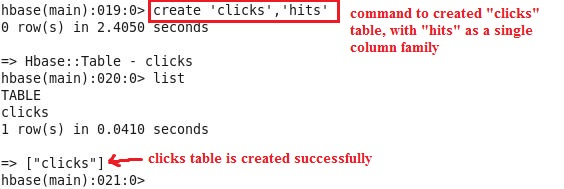 hbase(main):019:0> create 'clicks','hits'
0 row(s) in 2.4050 seconds
command to created "clicks"
table, with "hits" as a single
column family
=> Hbase::Table - clicks
hbase(main):020:0> list
TABLE
clicks
1 row(s) in 0.0410 seconds
=> ["clicks"]
clicks table is created successfully
hbase(main):021:0>